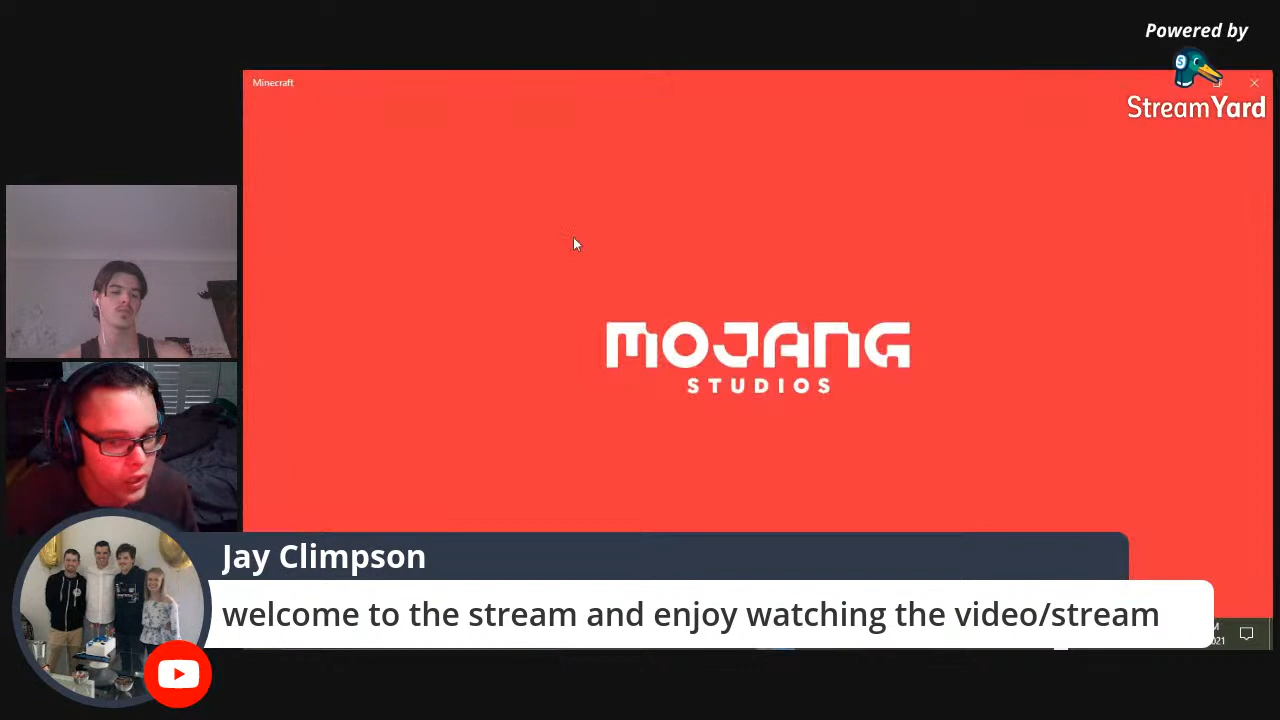 Powered by
StreamYard
Minecraft
MOJANG
STUDIOS
Jay Climpson
welcome to the stream and enjoy watching the video/stream